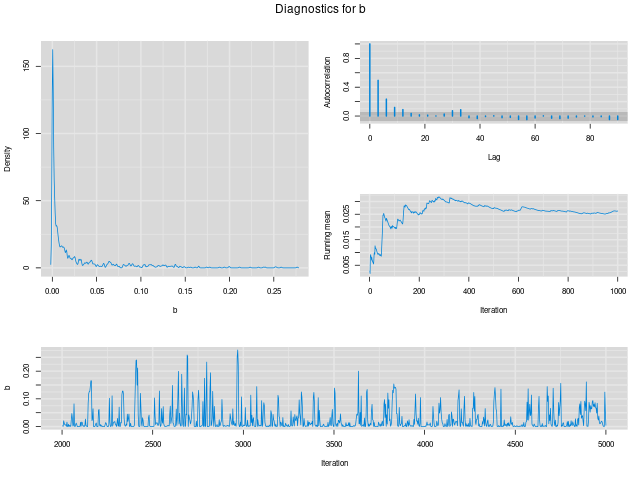 Diagnostics for b
Density
150
100
50
0
0.00 0.05 0.10 0.15 0.20 0.25
b
Autocorrelation
0.8
0.4
0.0
0 20 40 60 80
Lag
Running mean
0.025
0.015
0.005
0 200 400 600 800 1000
Iteration
b
0.20
0.10
0.00
2000 2500 3000 3500 4000 4500 5000
Iteration